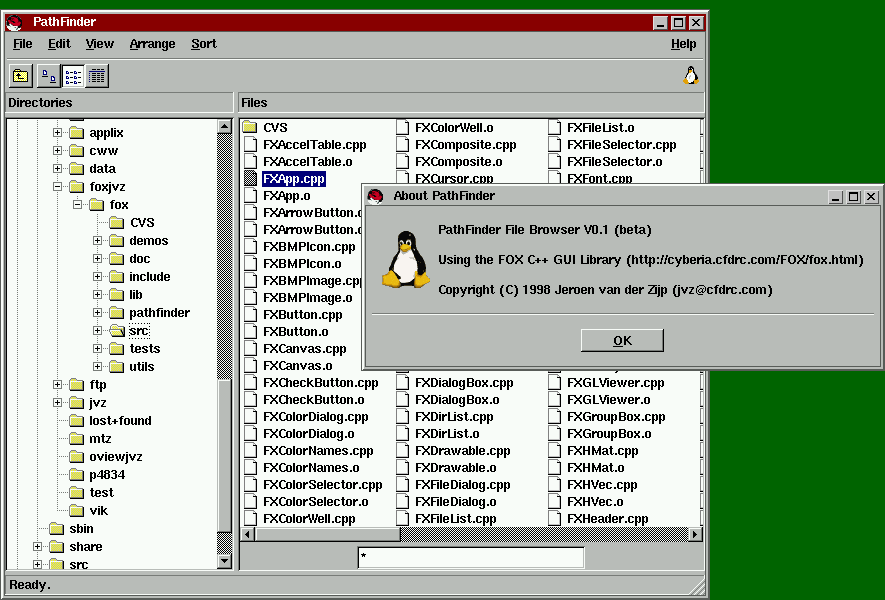 PathFinder
File Edit View Arrange Sort Help
Directories
applix
cww
data
foxjvz
fox
CVS
demos
doc
include
lib
pathfinder
src
tests
utils
ftp
jvz
lost+found
mtz
oviewjvz
p4834
test
vik
sbin
share
src
Files
CVS
FXAccelTable.cpp
FXAccelTable.o
FXApp.cpp
FXApp.o
FXArrowButton.c
FXArrowButton.o
FXBMPIcon.cpp
FXBMPIcon.o
FXBMPImage.cpp
FXBMPImage.o
FXButton.cpp
FXButton.o
FXCanvas.cpp
FXCanvas.o
FXCheckButton.cpp
FXCheckButton.o
FXColorDialog.cpp
FXColorDialog.o
FXColorNames.cpp
FXColorNames.o
FXColorSelector.cpp
FXColorSelector.o
FXColorWell.cpp
FXColorWell.o
FXComposite.cpp
FXComposite.o
FXCursor.cpp
FXDialogBox.cpp
FXDialogBox.o
FXDirList.cpp
FXDirList.o
FXDrawable.cpp
FXDrawable.o
FXFileDialog.cpp
FXFileDialog.o
FXFileList.cpp
FXFileList.o
FXFileSelector.cpp
FXFileSelector.o
FXFont.cpp
FXGLViewer.cpp
FXGLViewer.o
FXGroupBox.cpp
FXGroupBox.o
FXHMat.cpp
FXHMat.o
FXHVec.cpp
FXHVec.o
FXHeader.cpp
*
Ready.
About PathFinder
PathFinder File Browser V0.1 (beta)
Using the FOX C++ GUI Library (http://cyberia.cfdrc.com/FOX/fox.html)
Copyright (C) 1998 Jeroen van der Zijp (jvz@cfdrc.com)
OK